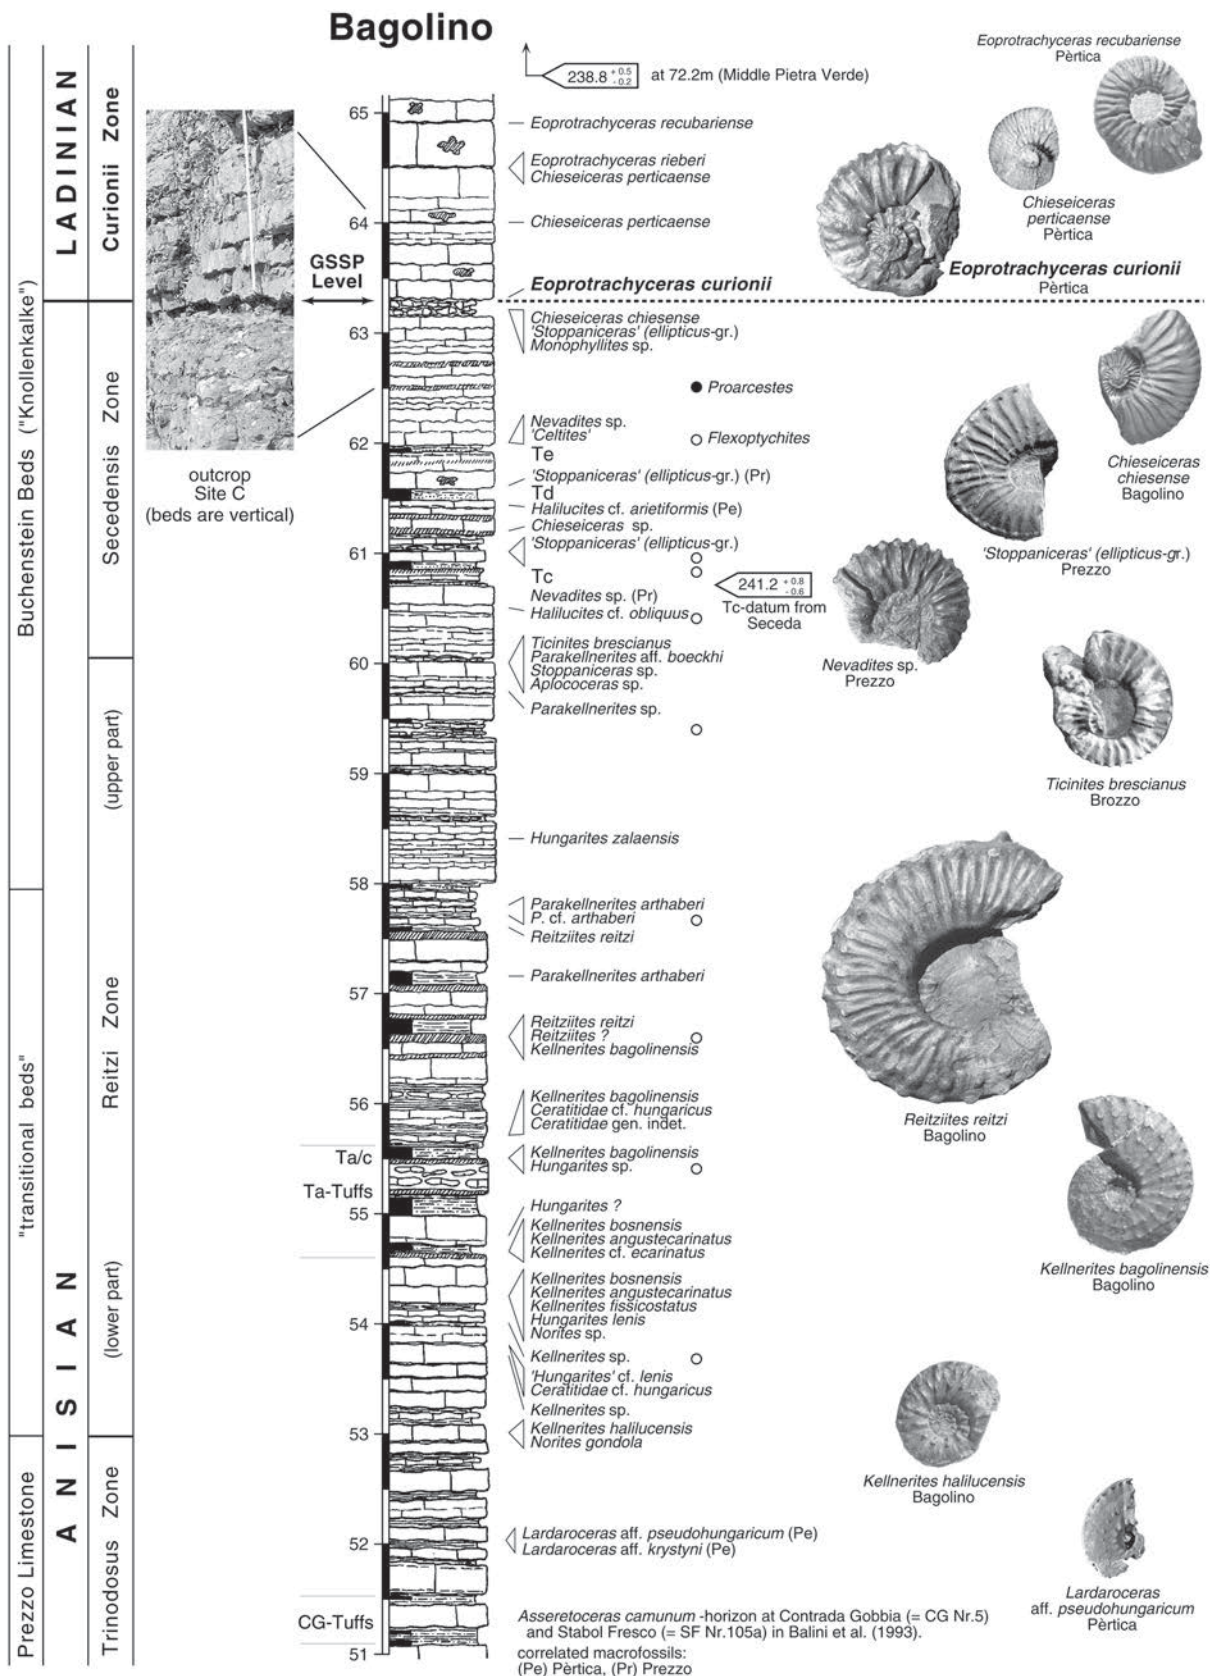 Bagolino
LADINIAN
ANISIAN
Curionii Zone
Secedensis Zone
Reitzi Zone
(upper part)
(lower part)
Trinodosus Zone
Buchenstein Beds ("Knollenkalke")
"transitional beds"
Prezzo Limestone
238.8 +0.5 -0.2 at 72.2m (Middle Pietra Verde)
65
64
63
62
61
60
59
58
57
56
55
54
53
52
51
GSSP
Level
outcrop
Site C
(beds are vertical)
Eoprotrachyceras recubariense
Eoprotrachyceras rieberi
Chieseiceras perticaense
Chieseiceras perticaense
Eoprotrachyceras curionii
Chieseiceras chiesense
'Stoppaniceras' (ellipticus-gr.)
Monophyllites sp.
Proarcestes
Nevadites sp.
'Celtites'
Flexoptychites
Te
'Stoppaniceras' (ellipticus-gr.) (Pr)
Td
Halilucites cf. arietiformis (Pe)
Chieseiceras sp.
'Stoppaniceras' (ellipticus-gr.)
Tc
241.2 +0.8 -0.6
Tc-datum from
Seceda
Nevadites sp. (Pr)
Halilucites cf. obliquus
Ticinites brescianus
Parakellnerites aff. boeckhi
Stoppaniceras sp.
Aplococeras sp.
Parakellnerites sp.
Hungarites zalaensis
Parakellnerites arthaberi
P. cf. arthaberi
Reitziites reitzi
Parakellnerites arthaberi
Reitziites reitzi
Reitziites ?
Kellnerites bagolinensis
Kellnerites bagolinensis
Ceratitidae cf. hungaricus
Ceratitidae gen. indet.
Ta/c
Kellnerites bagolinensis
Hungarites sp.
Ta-Tuffs
Hungarites ?
Kellnerites bosnensis
Kellnerites angustecarinatus
Kellnerites cf. ecarinatus
Kellnerites bosnensis
Kellnerites angustecarinatus
Kellnerites fissicostatus
Hungarites lenis
Norites sp.
Kellnerites sp.
'Hungarites' cf. lenis
Ceratitidae cf. hungaricus
Kellnerites sp.
Kellnerites halilucensis
Norites gondola
Lardaroceras aff. pseudohungaricum (Pe)
Lardaroceras aff. krystyni (Pe)
CG-Tuffs
Asseretoceras camunum -horizon at Contrada Gobbia (= CG Nr.5)
and Stabol Fresco (= SF Nr.105a) in Balini et al. (1993).
correlated macrofossils:
(Pe) Pèrtica, (Pr) Prezzo
Eoprotrachyceras recubariense
Pèrtica
Chieseiceras
perticaense
Pèrtica
Eoprotrachyceras curionii
Pèrtica
Chieseiceras
chiesense
Bagolino
'Stoppaniceras' (ellipticus-gr.)
Prezzo
Nevadites sp.
Prezzo
Ticinites brescianus
Brozzo
Reitziites reitzi
Bagolino
Kellnerites bagolinensis
Bagolino
Kellnerites halilucensis
Bagolino
Lardaroceras
aff. pseudohungaricum
Pèrtica